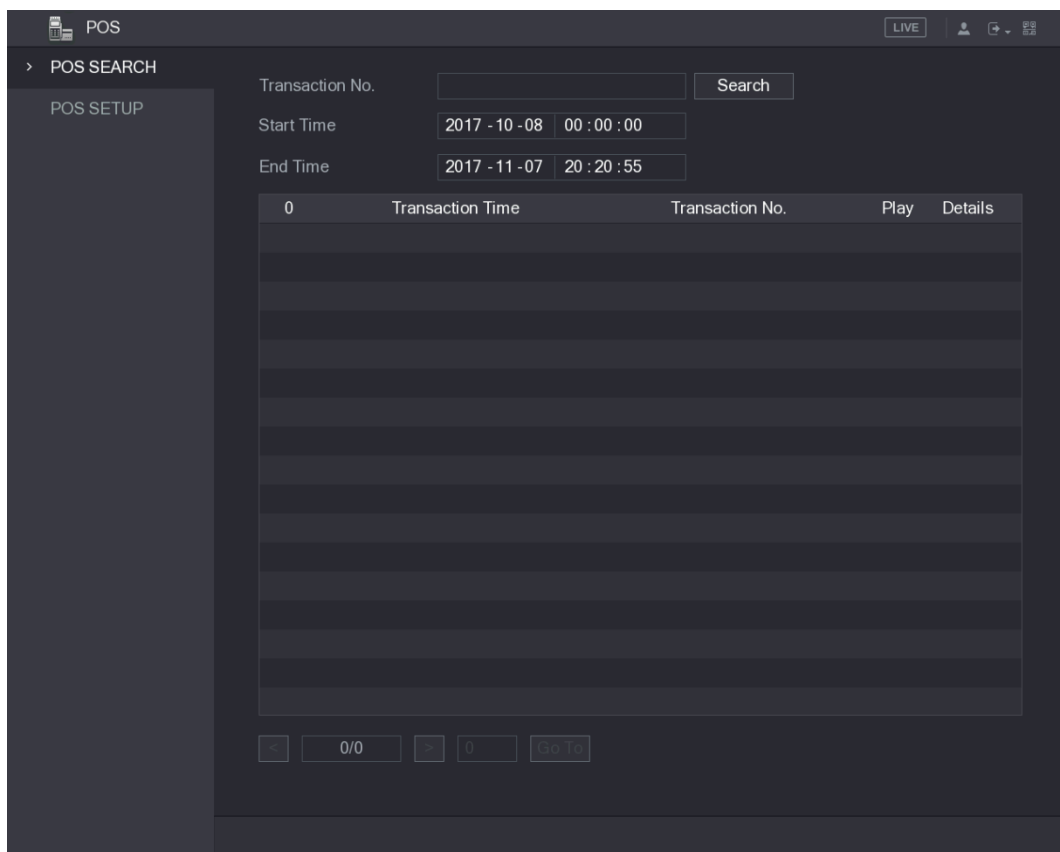 POS LIVE
> POS SEARCH
POS SETUP
Transaction No. Search
Start Time 2017 - 10 - 08 00 : 00 : 00
End Time 2017 - 11 - 07 20 : 20 : 55
0 Transaction Time Transaction No. Play Details
< 0/0 > 0 Go To